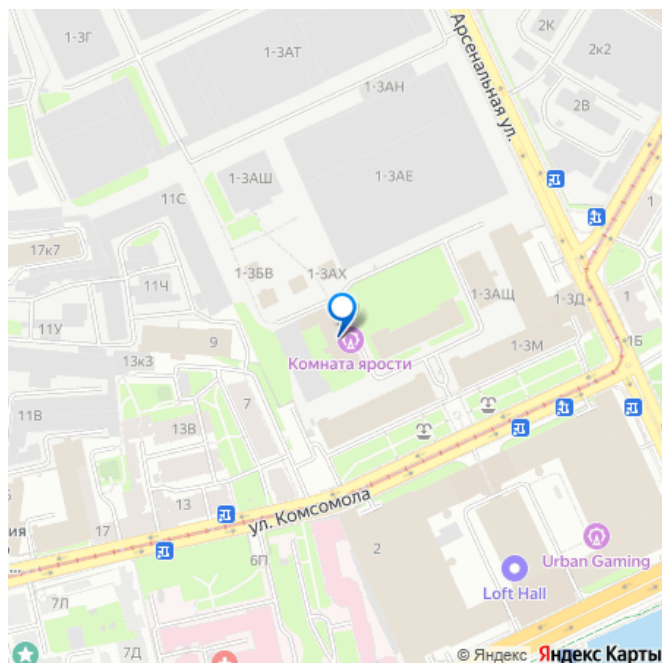 1-3Г
1-3АТ
2К
2к2
1-3АН
Арсенальная ул.
2В
1-3АШ
1-3АЕ
11С
1
17к7
1-3БВ
1-3АХ
11Ч
1-3АЩ
1
1-3Д
11У
9
1-3М
1Б
13к3
Комната ярости
7
11В
13В
13
ул. Комсомола
17
ия
...
2
6П
Urban Gaming
Loft Hall
7Л
7Д
© Яндекс Яндекс Карты